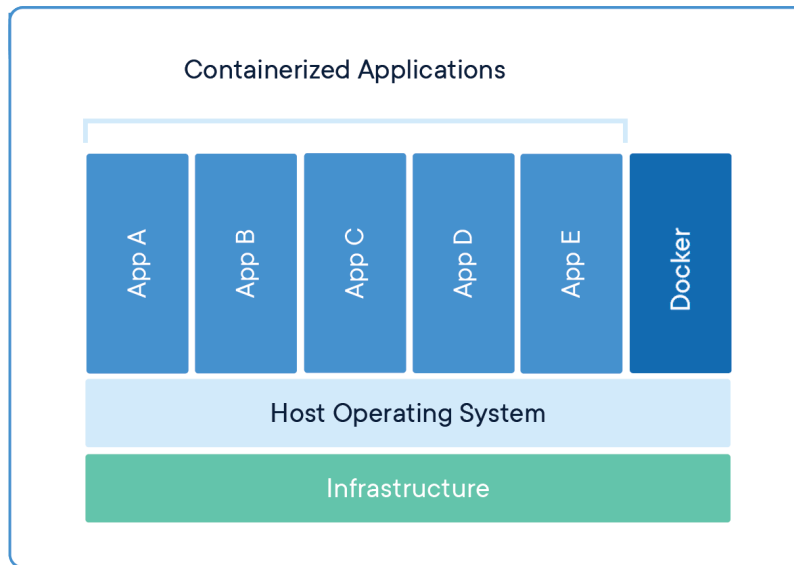 Containerized Applications
App A
App B
App C
App D
App E
Docker
Host Operating System
Infrastructure